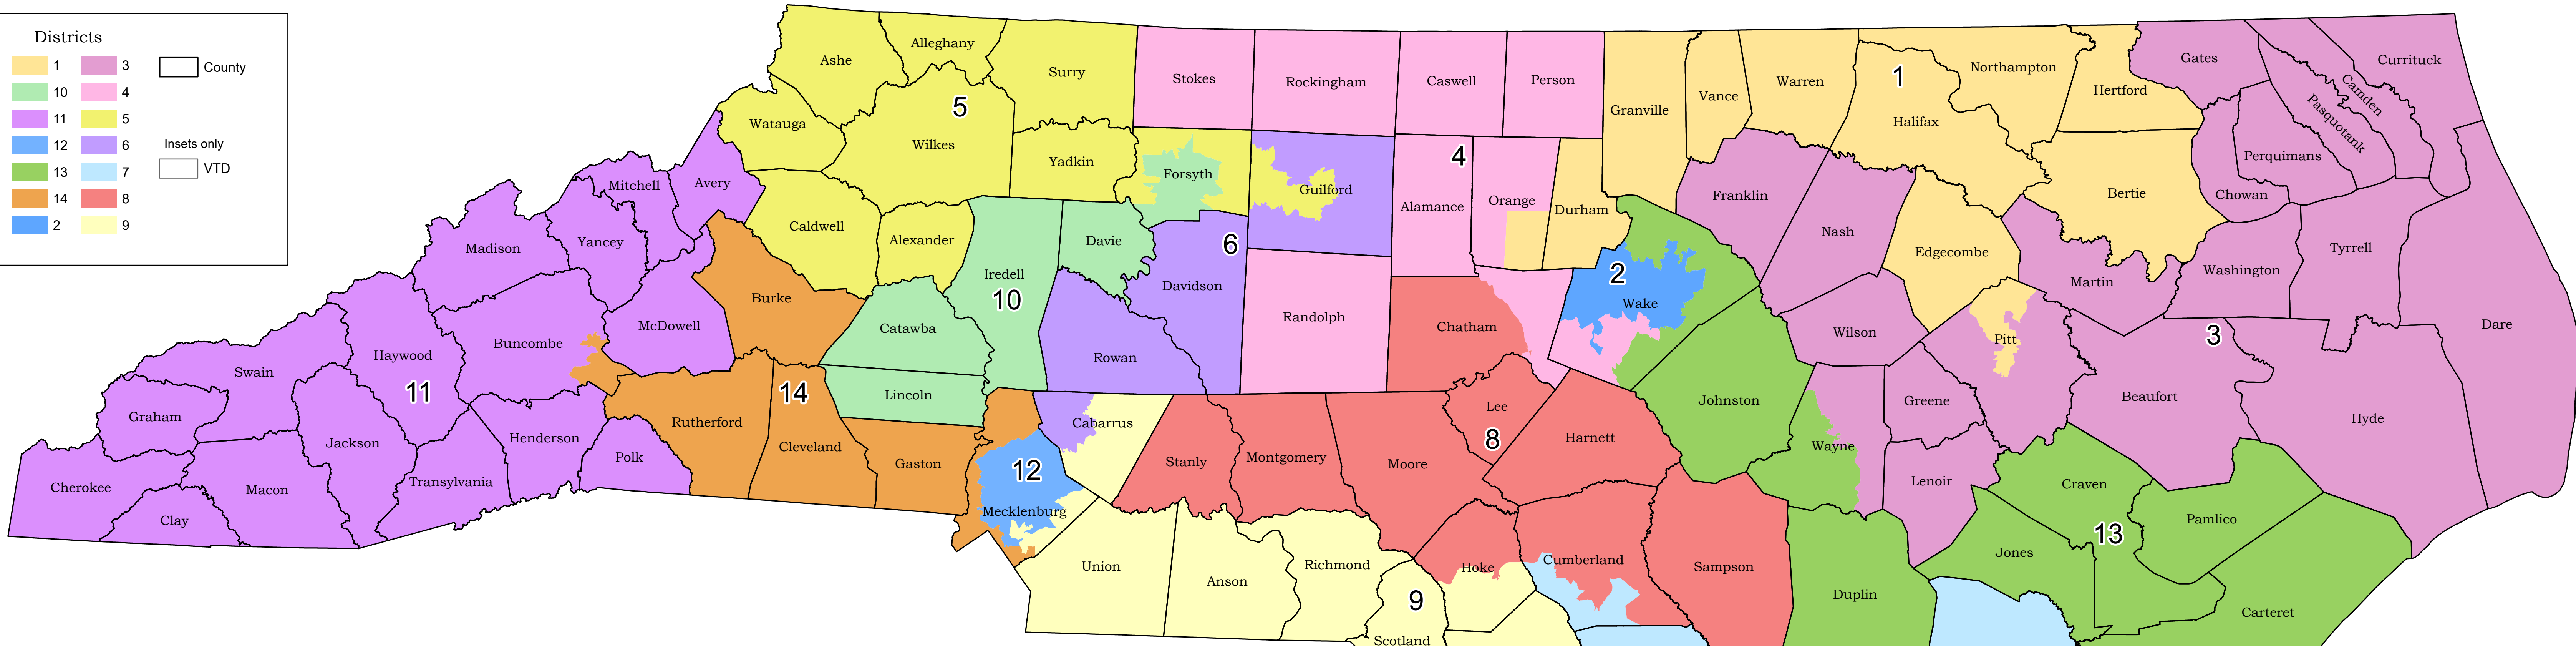 Districts
1 3 County
10 4
11 5
12 6 Insets only
13 7 VTD
14 8
2 9
Ashe
Alleghany
Surry
Stokes
Rockingham
Caswell
Person
Granville
Vance
Warren
1
Northampton
Halifax
Hertford
Gates
Currituck
Camden
Pasquotank
Perquimans
Chowan
Bertie
Watauga
5
Wilkes
Yadkin
Forsyth
Guilford
4
Alamance
Orange
Durham
Franklin
Nash
Edgecombe
Martin
Washington
Tyrrell
Dare
Mitchell
Avery
Caldwell
Alexander
Iredell
10
Davie
6
Davidson
Madison
Yancey
Burke
McDowell
Catawba
Rowan
Randolph
Chatham
2
Wake
Wilson
Pitt
3
Buncombe
Haywood
11
Swain
Graham
Jackson
Cherokee
Clay
Macon
Transylvania
Henderson
Polk
Rutherford
14
Cleveland
Lincoln
Gaston
Cabarrus
12
Mecklenburg
Stanly
Montgomery
Moore
Lee
8
Harnett
Johnston
Wayne
Greene
Lenoir
Beaufort
Hyde
Craven
Pamlico
13
Jones
Carteret
Union
Anson
Richmond
9
Scotland
Hoke
Cumberland
Sampson
Duplin